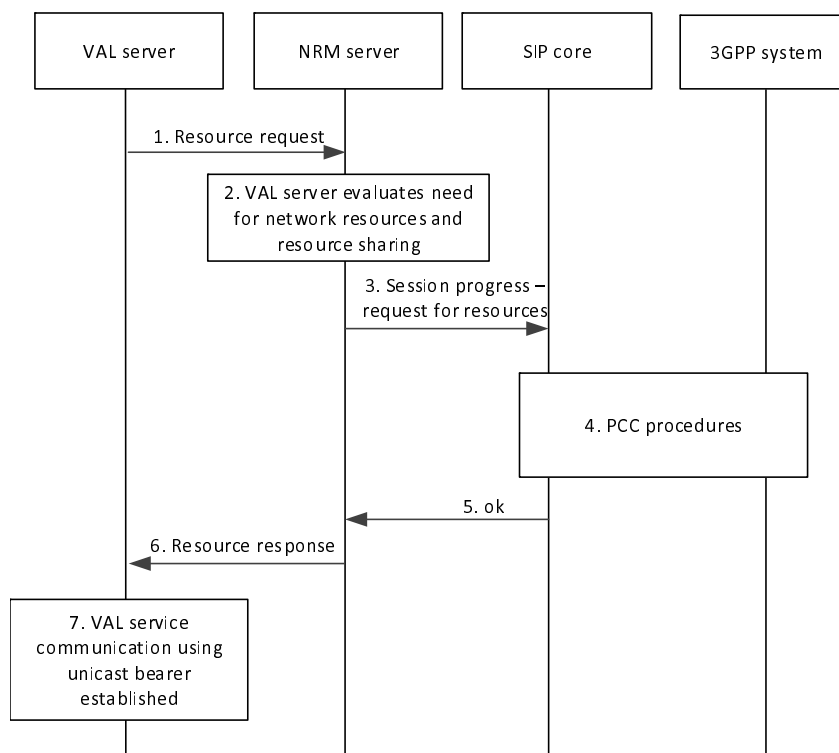 VAL server
NRM server
SIP core
3GPP system
1. Resource request
2. VAL server evaluates need
for network resources and
resource sharing
3. Session progress –
request for resources
4. PCC procedures
5. ok
6. Resource response
7. VAL service
communication using
unicast bearer
established